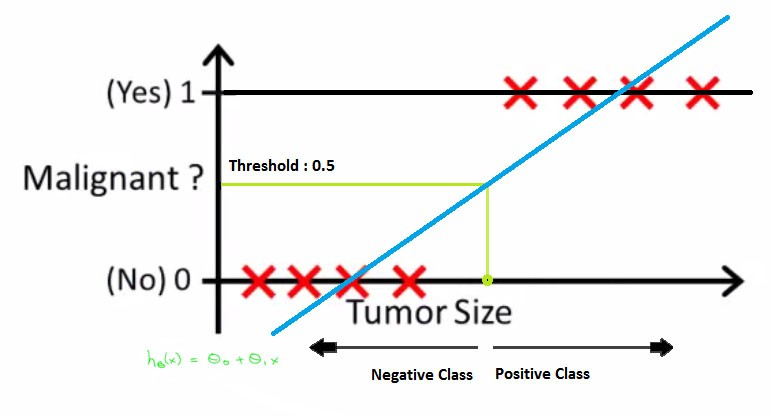 (Yes) 1
Threshold : 0.5
Malignant ?
(No) 0
Tumor Size
hθ(x) = θ₀ + θ₁x
Negative Class
Positive Class